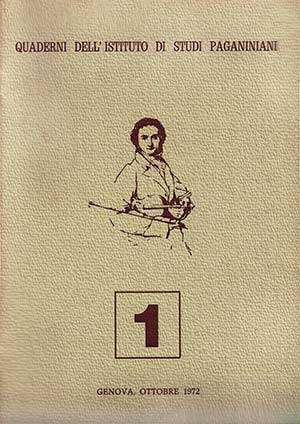 QUADERNI DELL'ISTITUTO DI STUDI PAGANINIANI
1
GENOVA, OTTOBRE 1972